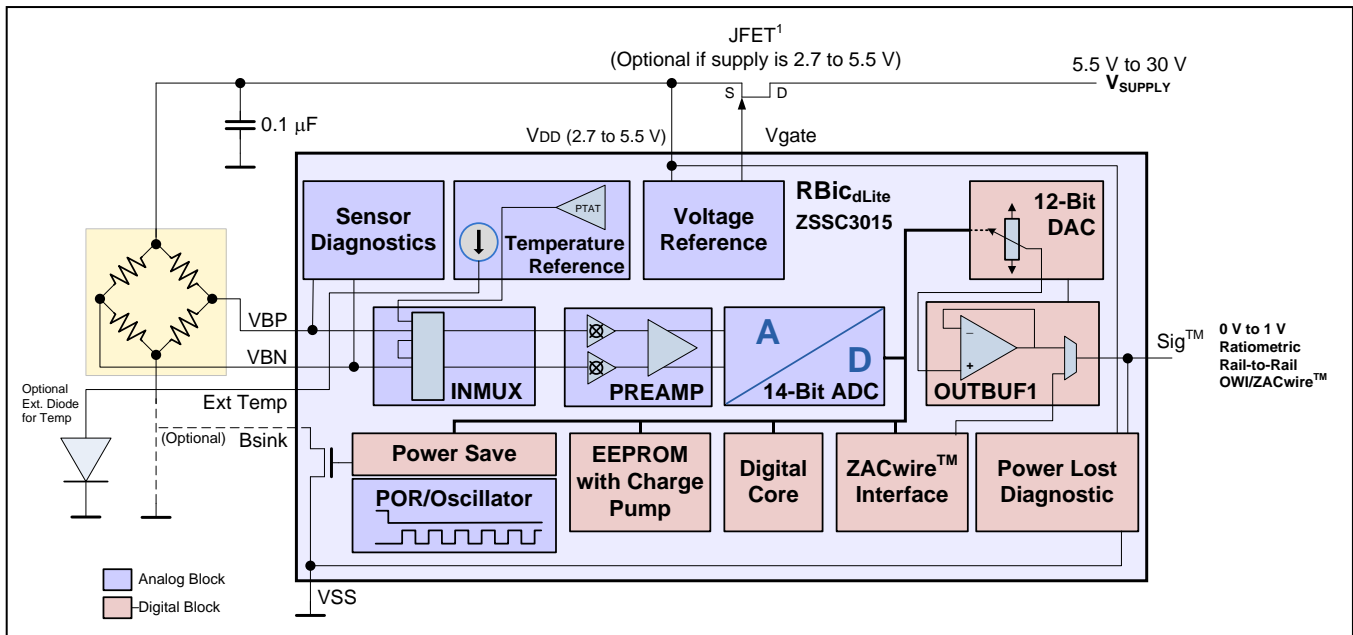 JFET1
(Optional if supply is 2.7 to 5.5 V)
5.5 V to 30 V
VSUPPLY
S
D
0.1 µF
VDD (2.7 to 5.5 V)
Vgate
Sensor
Diagnostics
PTAT
Temperature
Reference
Voltage
Reference
RBicdLite
ZSSC3015
12-Bit
DAC
VBP
VBN
INMUX
PREAMP
A
D
14-Bit ADC
–
+
OUTBUF1
Sig™
0 V to 1 V
Ratiometric
Rail-to-Rail
OWI/ZACwire™
Optional
Ext. Diode
for Temp
Ext Temp
(Optional)
Bsink
Power Save
POR/Oscillator
EEPROM
with Charge
Pump
Digital
Core
ZACwire™
Interface
Power Lost
Diagnostic
Analog Block
Digital Block
VSS